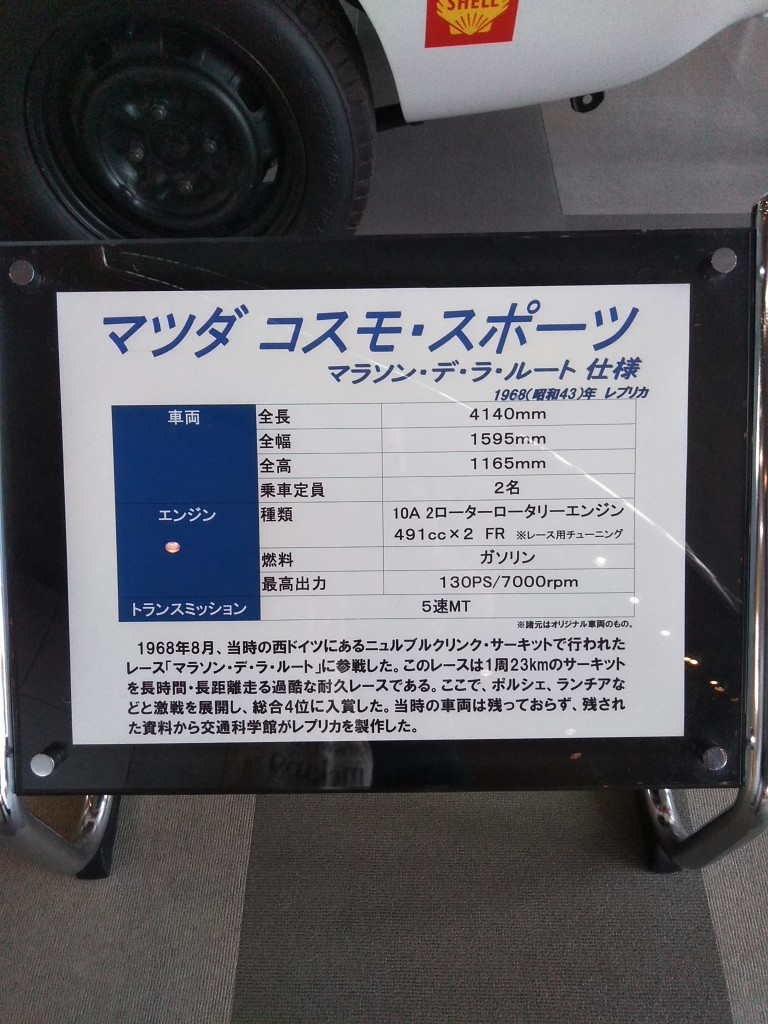 SHELL
マツダ コスモ・スポーツ
マラソン・デ・ラ・ルート 仕様
1968(昭和43)年 レプリカ
車両 全長 4140mm
全幅 1595mm
全高 1165mm
乗車定員 2名
エンジン 種類 10A 2ローターロータリーエンジン
491cc×2 FR ※レース用チューニング
燃料 ガソリン
最高出力 130PS/7000rpm
トランスミッション 5速MT
※諸元はオリジナル車両のもの。
1968年8月、当時の西ドイツにあるニュルブルクリンク・サーキットで行われた
レース「マラソン・デ・ラ・ルート」に参戦した。このレースは1周23kmのサーキット
を長時間・長距離走る過酷な耐久レースである。ここで、ポルシェ、ランチアな
どと激戦を展開し、総合4位に入賞した。当時の車両は残っておらず、残され
た資料から交通科学館がレプリカを製作した。